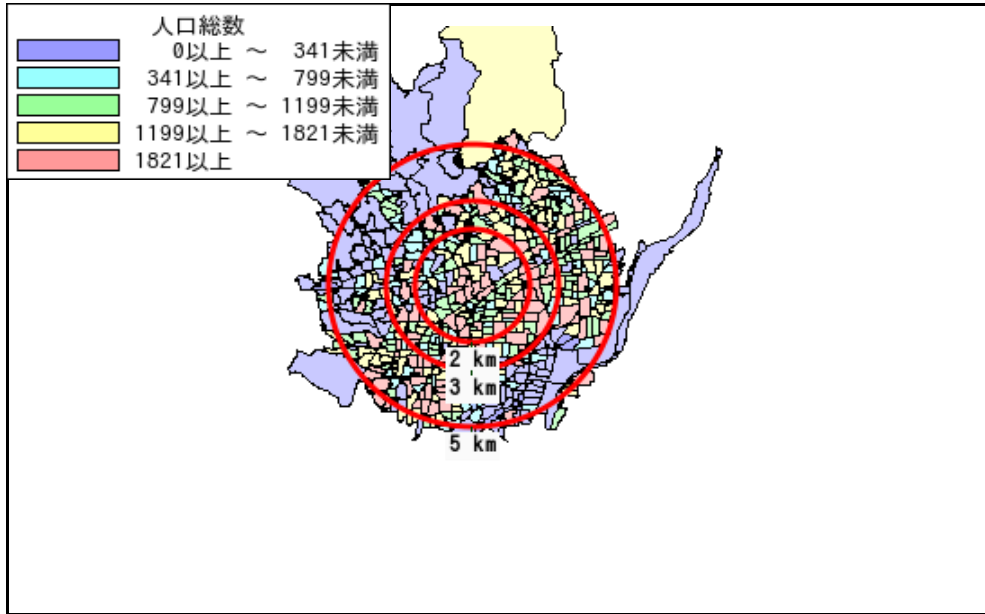 人口総数
0以上 ～ 341未満
341以上 ～ 799未満
799以上 ～ 1199未満
1199以上 ～ 1821未満
1821以上
2 km
3 km
5 km